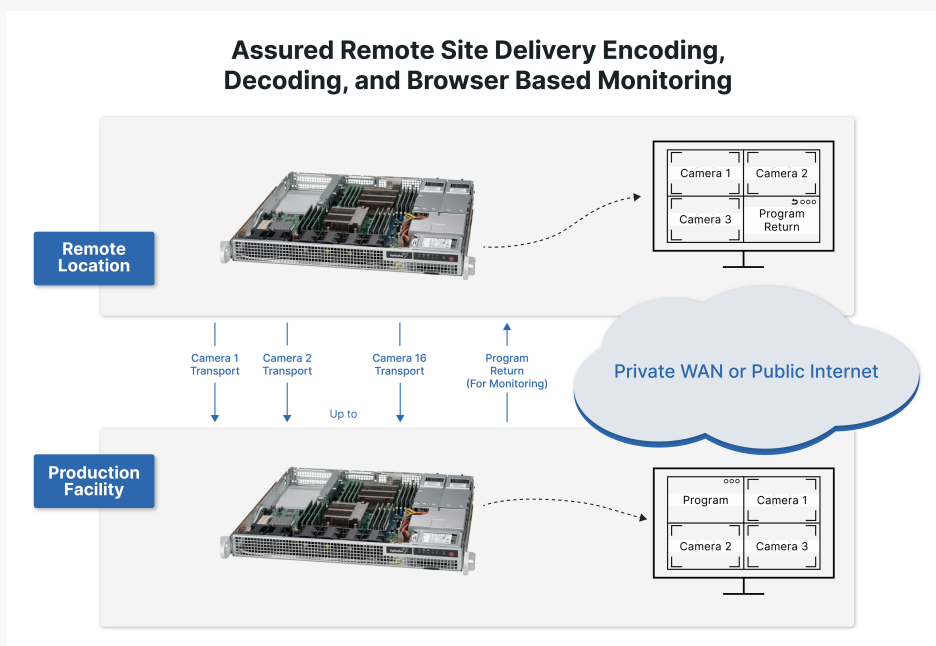 Assured Remote Site Delivery Encoding,
Decoding, and Browser Based Monitoring
Remote
Location
Camera 1
Camera 2
Camera 3
Program
Return
Camera 1
Transport
Camera 2
Transport
Camera 16
Transport
Program
Return
(For Monitoring)
Up to
Private WAN or Public Internet
Production
Facility
Program
Camera 1
Camera 2
Camera 3